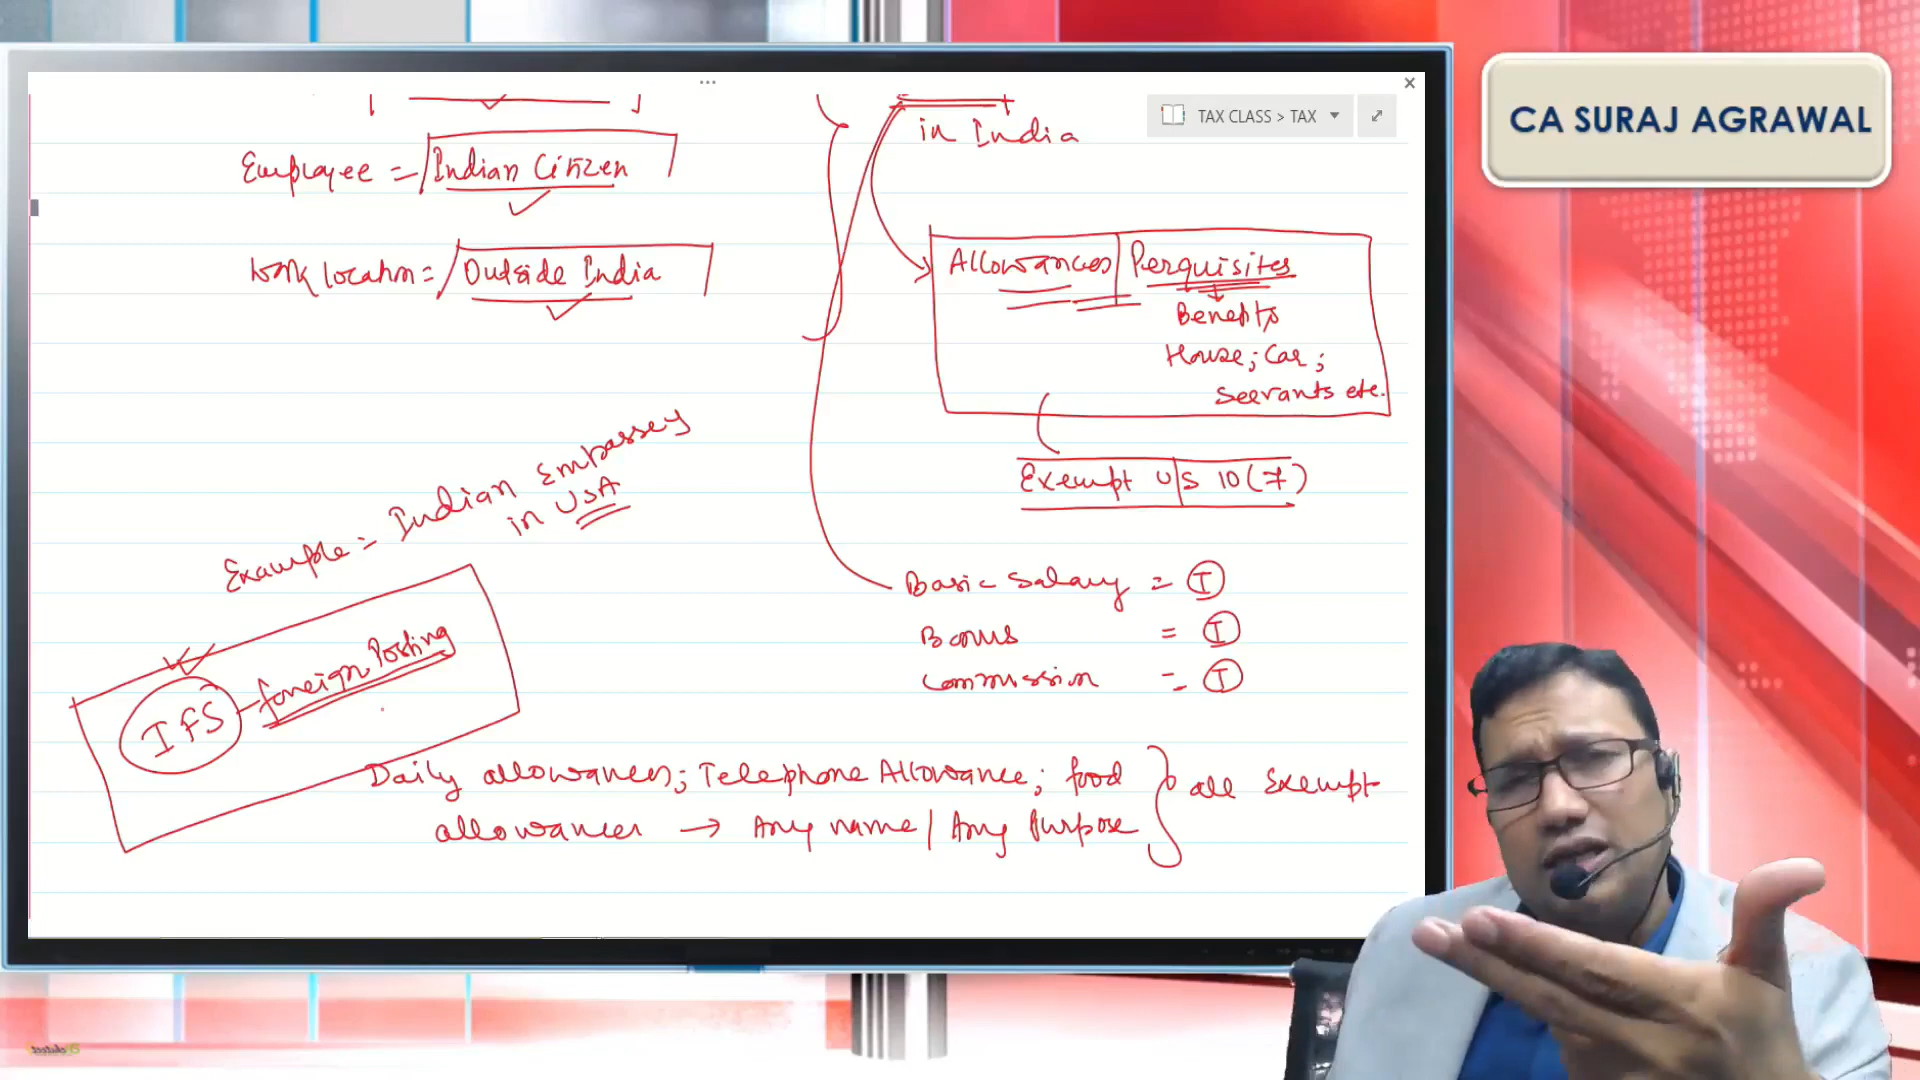 CA SURAJ AGRAWAL
TAX CLASS > TAX
in India
Employee = Indian Citizen
Work location = Outside India
Allowances | Perquisites
Benefits
House; Car;
Servants etc.
Exempt u/s 10(7)
Example = Indian Embassey
in USA
IFS - foreign Posting
Basic Salary = I
Bonus = I
Commission = I
Daily allowances; Telephone Allowance; food
allowances → Any name / Any Purpose
all Exempt